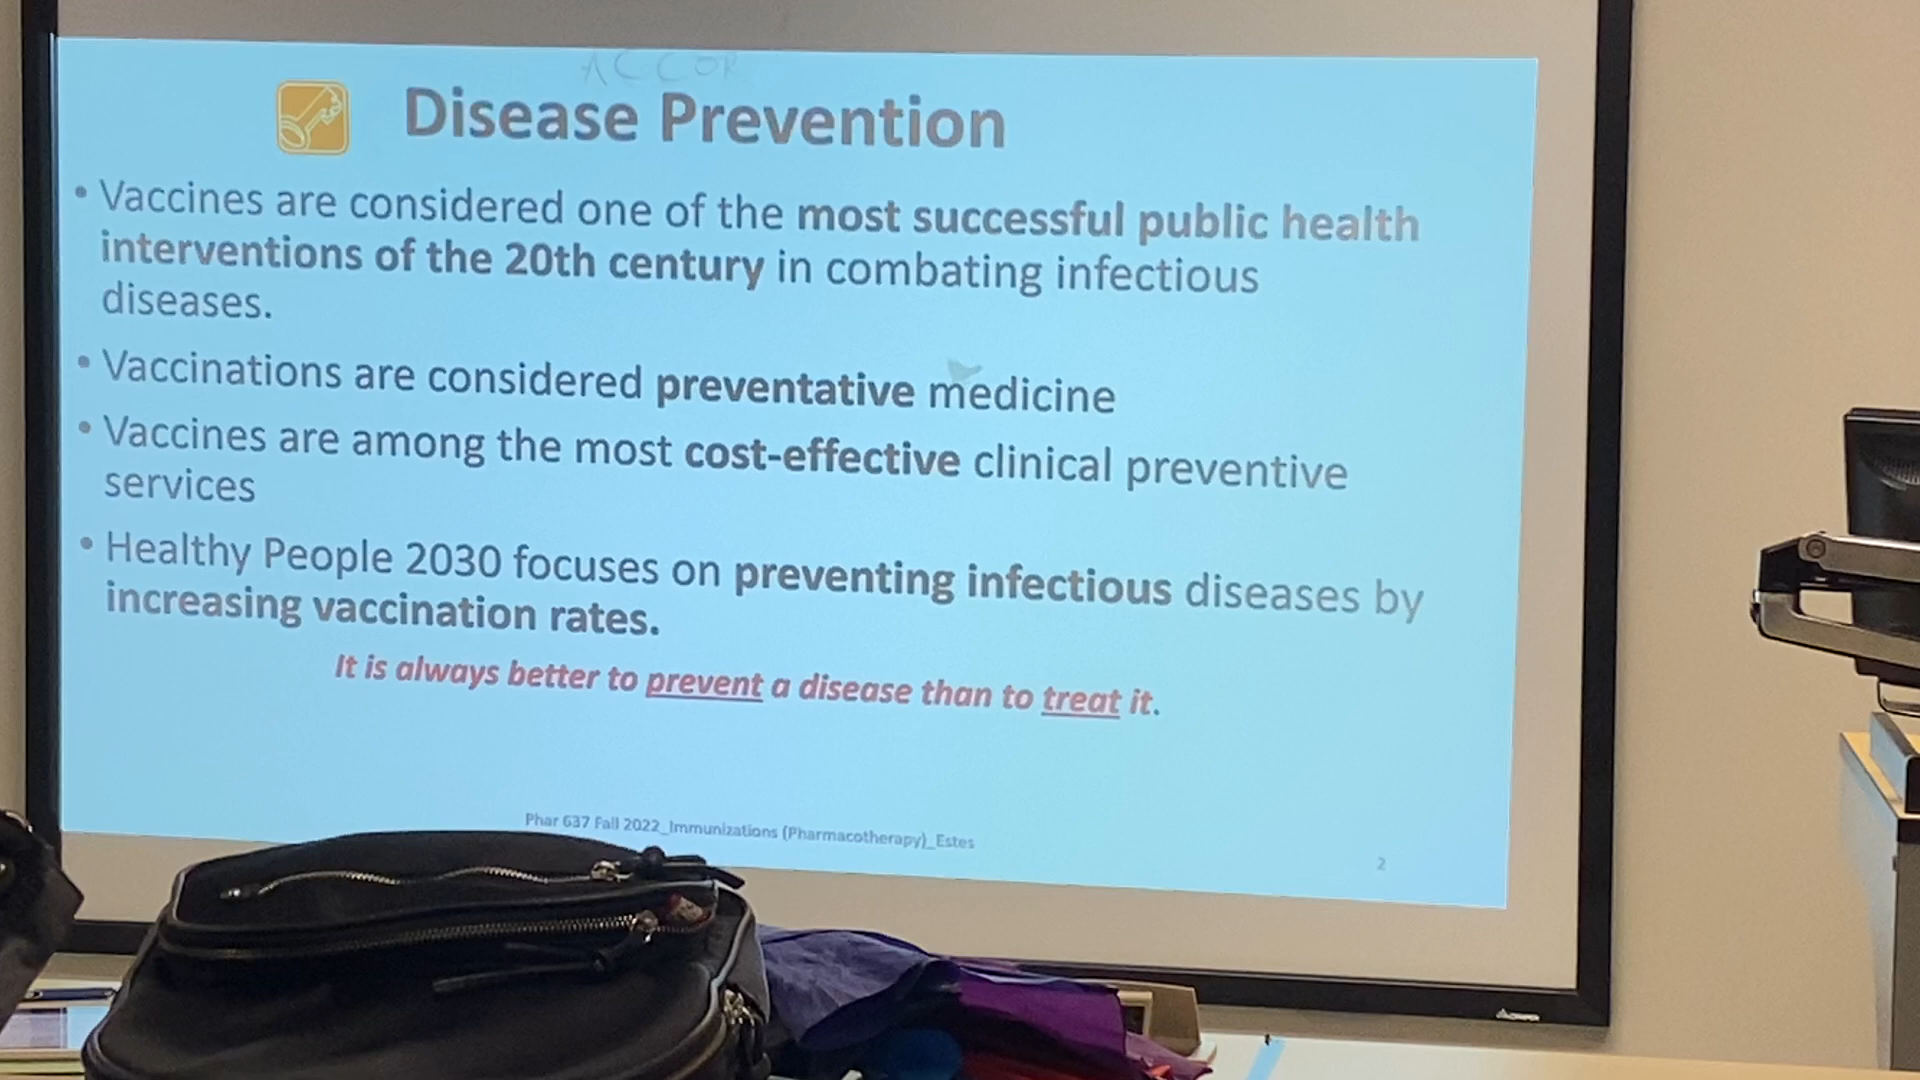 ACCOR
Disease Prevention
• Vaccines are considered one of the most successful public health
interventions of the 20th century in combating infectious
diseases.
• Vaccinations are considered preventative medicine
• Vaccines are among the most cost-effective clinical preventive
services
• Healthy People 2030 focuses on preventing infectious diseases by
increasing vaccination rates.
It is always better to prevent a disease than to treat it.
Phar 637 Fall 2022_Immunizations (Pharmacotherapy)_Estes
2